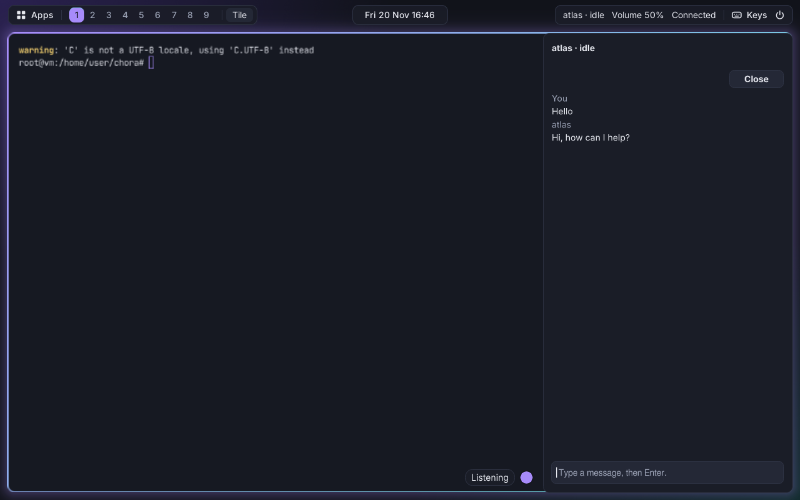 Apps 1 2 3 4 5 6 7 8 9 Tile
Fri 20 Nov 16:46
atlas · idle Volume 50% Connected Keys
warning: 'C' is not a UTF-8 locale, using 'C.UTF-8' instead
root@vm:/home/user/chora#
Listening
atlas · idle
Close
You
Hello
atlas
Hi, how can I help?
Type a message, then Enter.